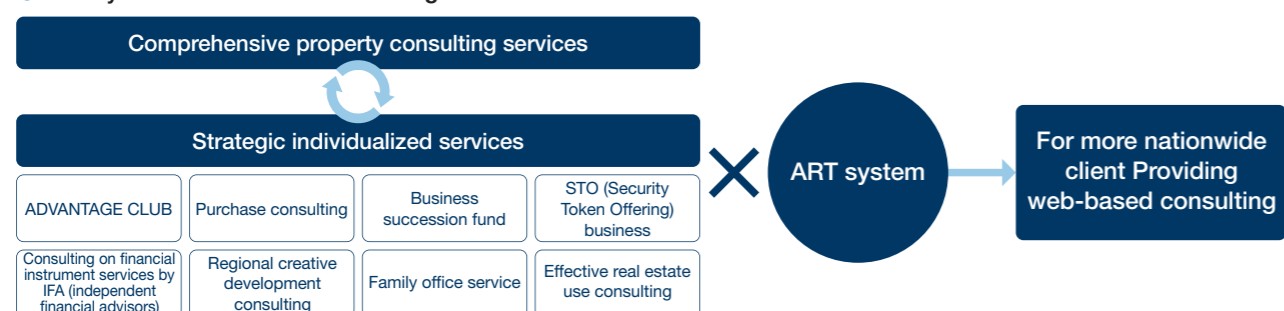 Comprehensive property consulting services
Strategic individualized services
ADVANTAGE CLUB
Purchase consulting
Business
succession fund
STO (Security
Token Offering)
business
Consulting on financial
instrument services by
IFA (independent
financial advisors)
Regional creative
development
consulting
Family office service
Effective real estate
use consulting
ART system
For more nationwide
client Providing
web-based consulting